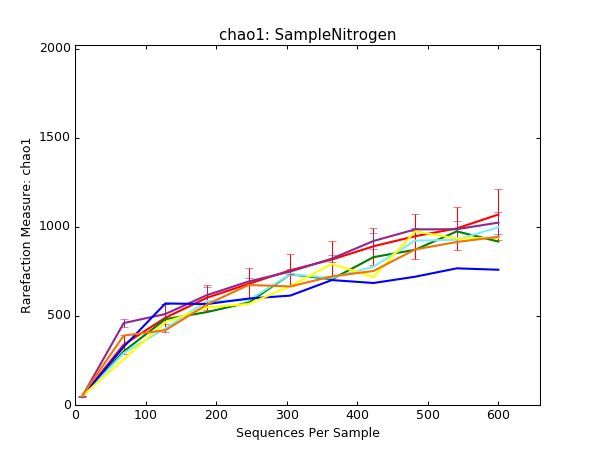 chao1: SampleNitrogen
2000
1500
1000
500
0
Rarefaction Measure: chao1
0 100 200 300 400 500 600
Sequences Per Sample